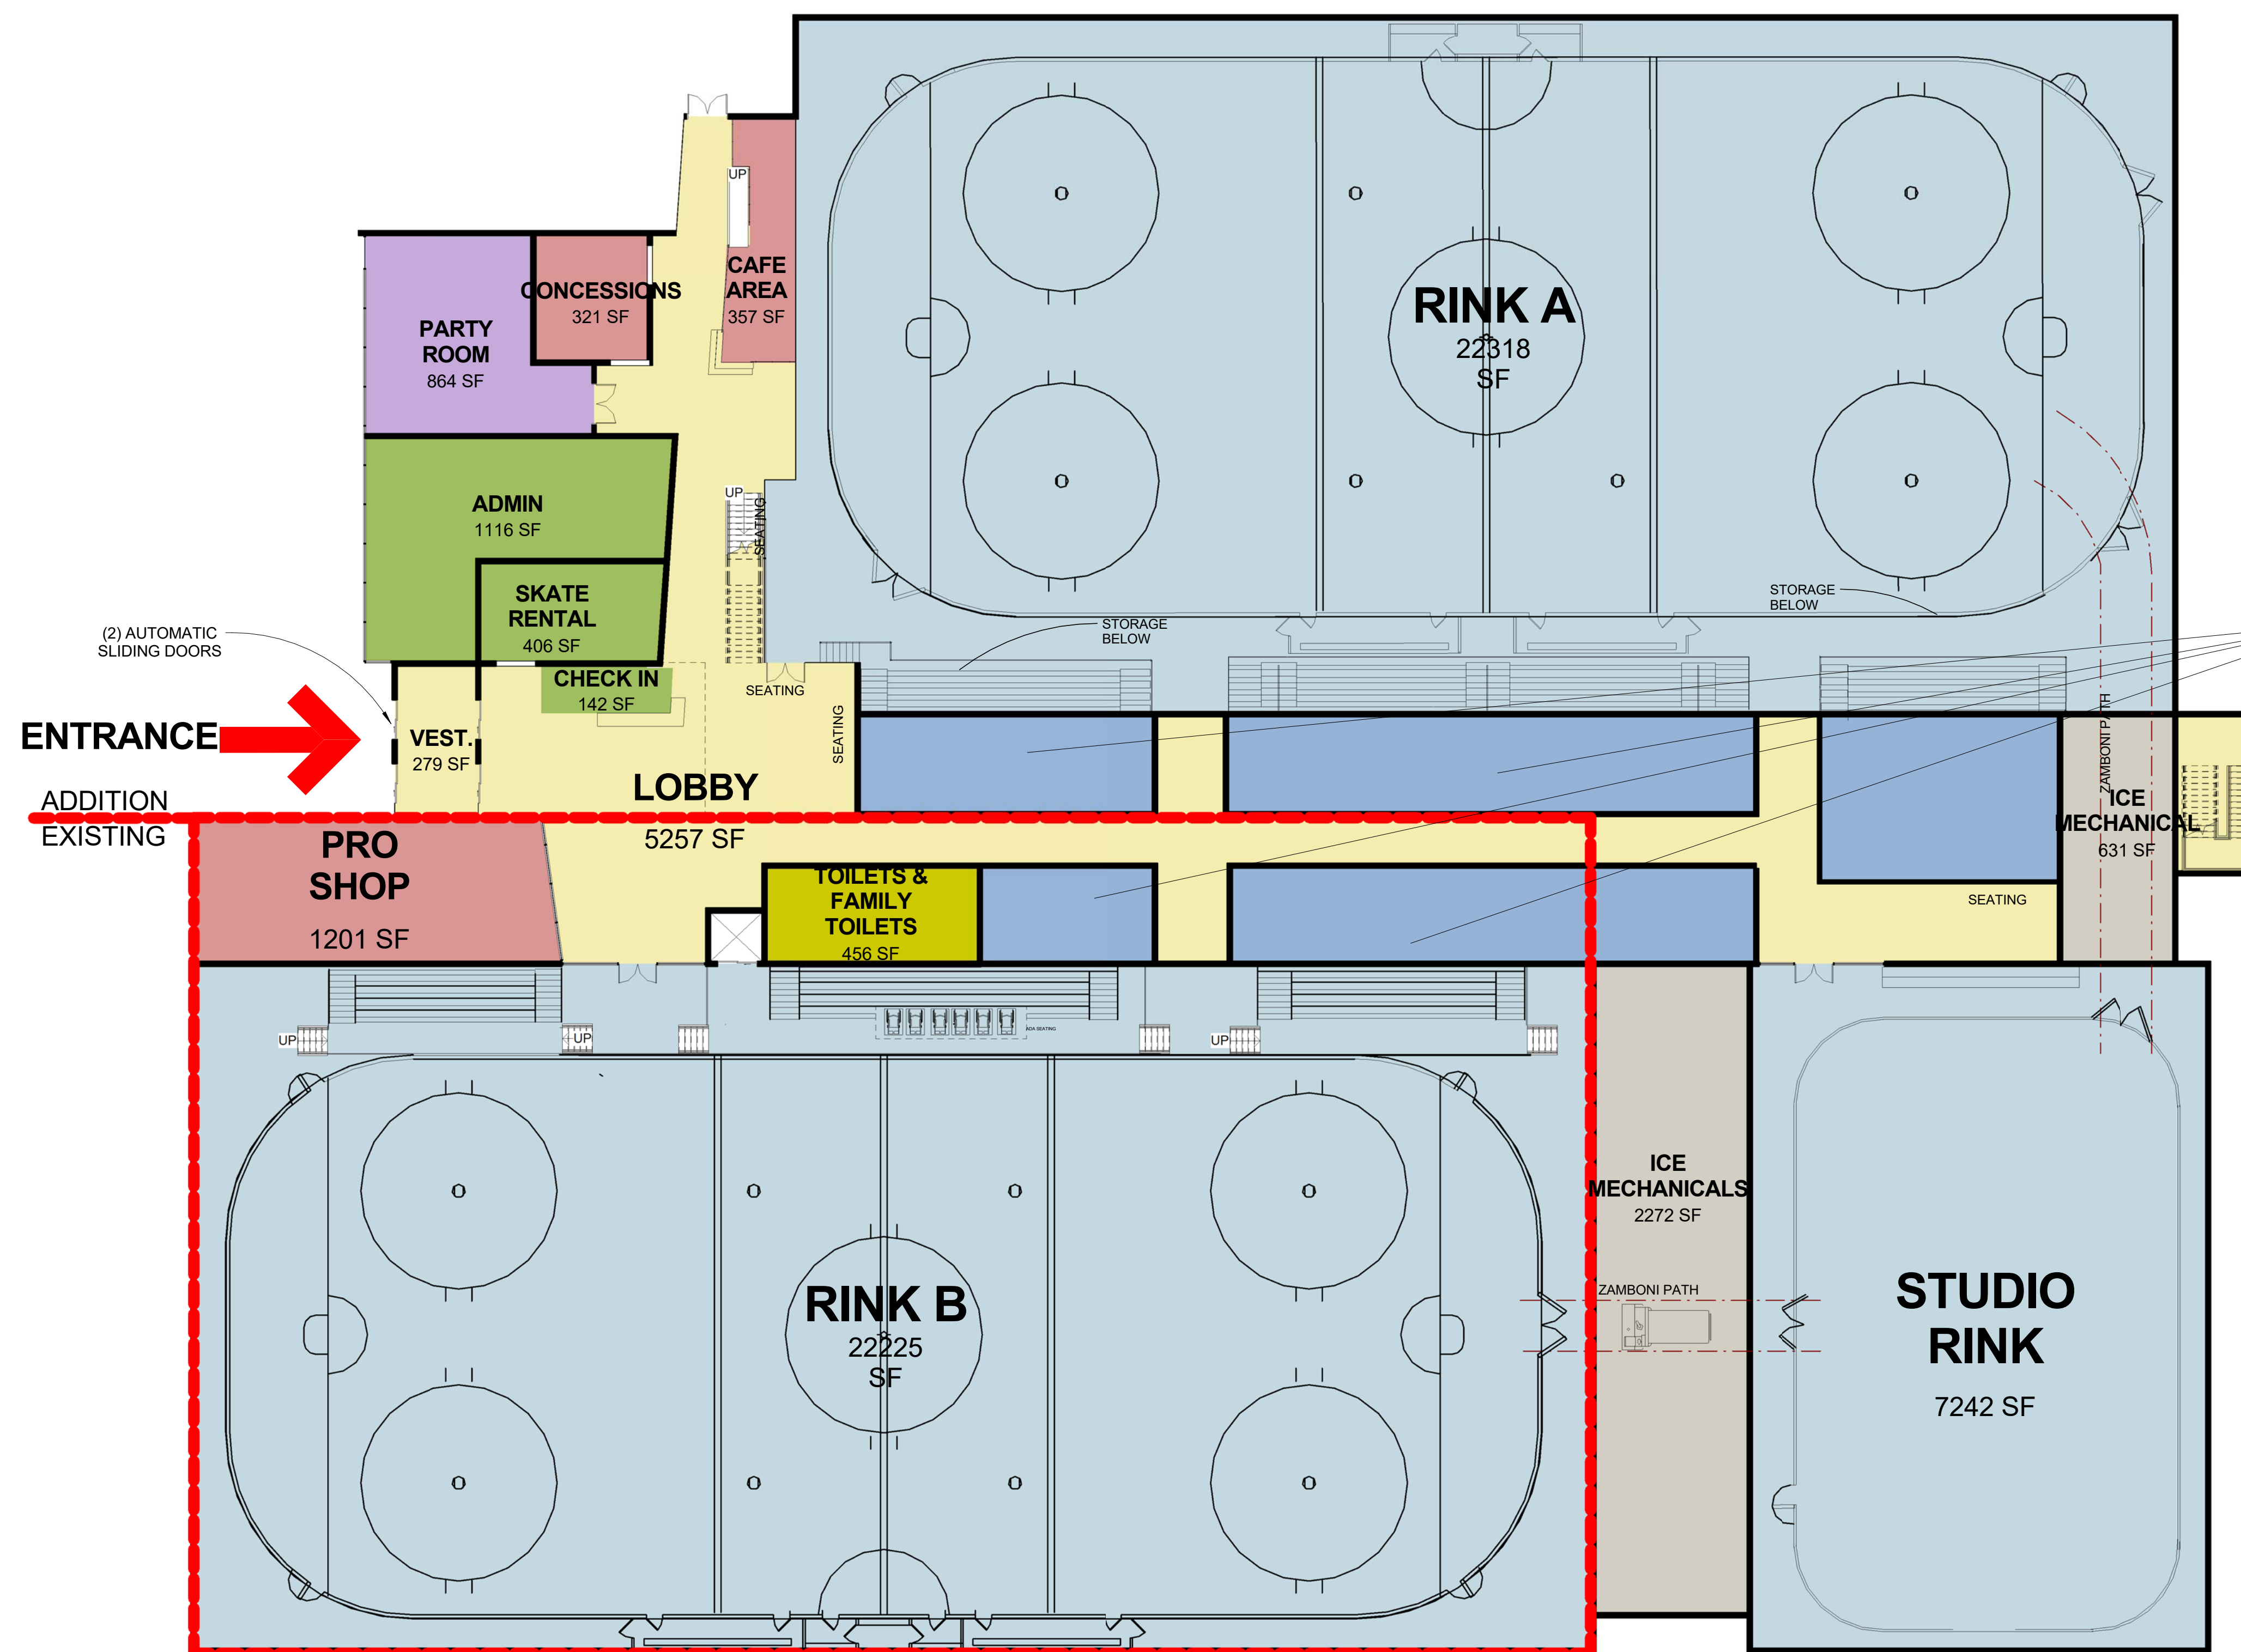 UP
CONCESSIONS
321 SF
CAFE
AREA
357 SF
PARTY
ROOM
864 SF
RINK A
22318
SF
ADMIN
1116 SF
UP
SEATING
SKATE
RENTAL
406 SF
STORAGE
BELOW
STORAGE
BELOW
(2) AUTOMATIC
SLIDING DOORS
CHECK IN
142 SF
SEATING
SEATING
ENTRANCE
VEST.
279 SF
LOBBY
5257 SF
ZAMBONI PATH
ICE
MECHANICAL
631 SF
ADDITION
EXISTING
PRO
SHOP
1201 SF
TOILETS &
FAMILY
TOILETS
456 SF
SEATING
UP
UP
ADA SEATING
UP
ICE
MECHANICALS
2272 SF
ZAMBONI PATH
RINK B
22225
SF
STUDIO
RINK
7242 SF